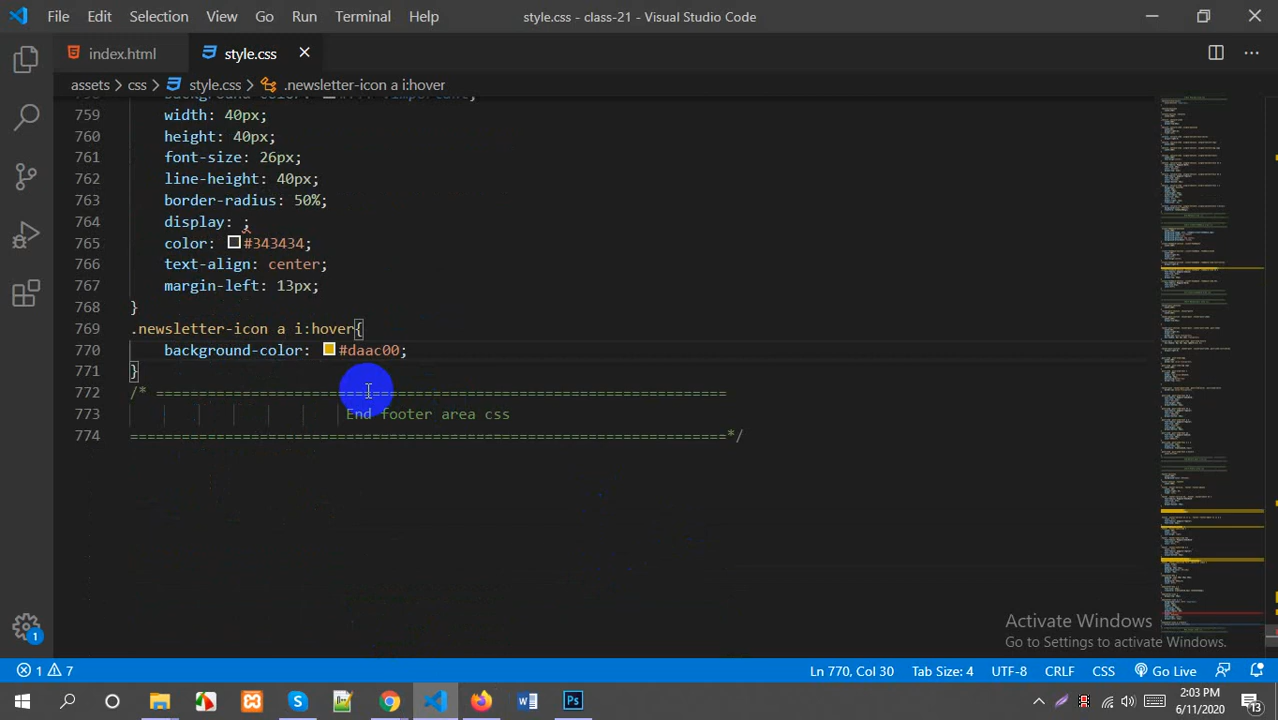 File Edit Selection View Go Run Terminal Help style.css - class-21 - Visual Studio Code
index.html style.css
assets > css > style.css > .newsletter-icon a i:hover
759 width: 40px;
760 height: 40px;
761 font-size: 26px;
762 line-height: 40px;
763 border-radius: 50%;
764 display: ;
765 color: #343434;
766 text-align: center;
767 margin-left: 13px;
768 }
769 .newsletter-icon a i:hover{
770 background-color: #daac00;
771 }
772 /* ==================================================================
773 End footer area css
774 =====================================================================*/
Activate Windows
Go to Settings to activate Windows.
1
1 7 Ln 770, Col 30 Tab Size: 4 UTF-8 CRLF CSS Go Live
2:03 PM
6/11/2020
13